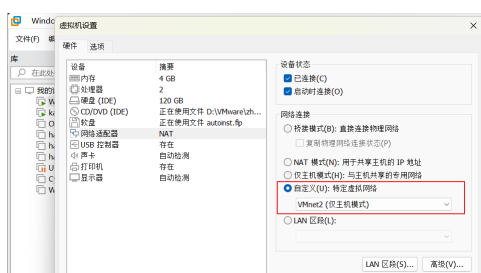 Windo
虚拟机设置
文件(F) 编
硬件 选项
库
在此处
我的
W
ka
O
ha
ha
ha
U
C
W
设备 摘要
内存 4 GB
处理器 2
硬盘 (IDE) 120 GB
CD/DVD (IDE) 正在使用文件 D:\VMware\zh...
软盘 正在使用文件 autoinst.flp
网络适配器 NAT
USB 控制器 存在
声卡 自动检测
打印机 存在
显示器 自动检测
设备状态
已连接(C)
启动时连接(O)
网络连接
桥接模式(B): 直接连接物理网络
复制物理网络连接状态(P)
NAT 模式(N): 用于共享主机的 IP 地址
仅主机模式(H): 与主机共享的专用网络
自定义(U): 特定虚拟网络
VMnet2 (仅主机模式)
LAN 区段(L):
LAN 区段(S)... 高级(V)...